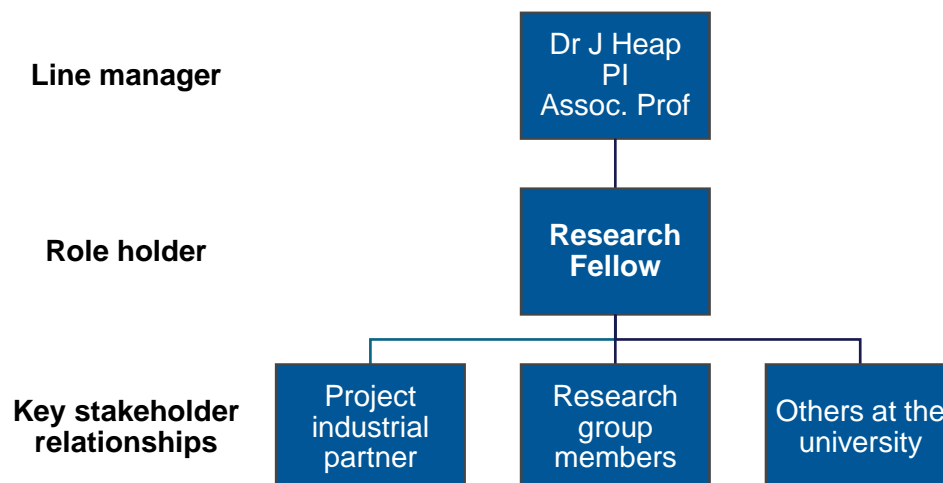 Line manager
Dr J Heap
PI
Assoc. Prof
Role holder
Research
Fellow
Key stakeholder
relationships
Project
industrial
partner
Research
group
members
Others at the
university